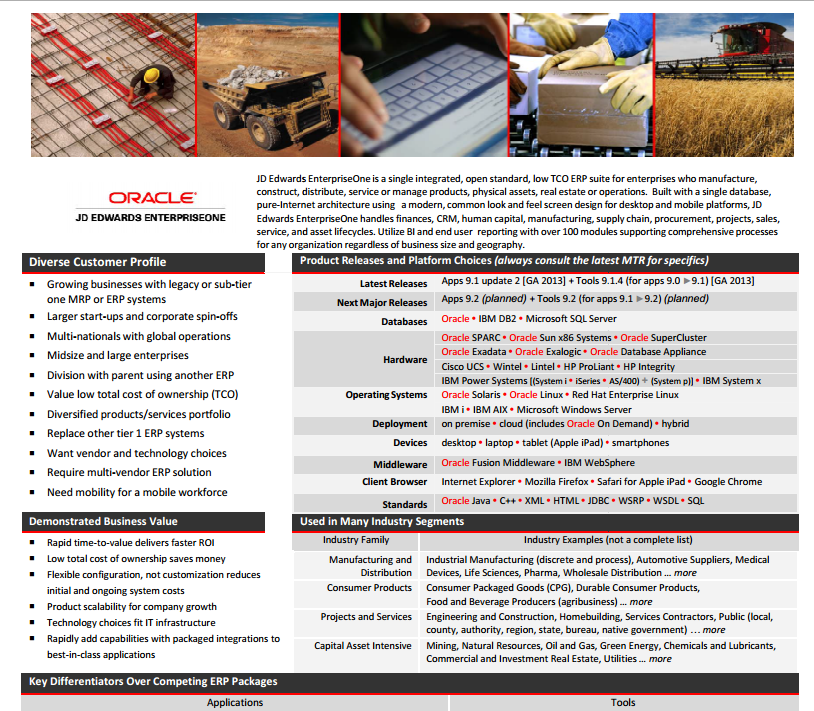 JD Edwards EnterpriseOne is a single integrated, open standard, low TCO ERP suite for enterprises who manufacture,
construct, distribute, service or manage products, physical assets, real estate or operations. Built with a single database,
pure-Internet architecture using a modern, common look and feel screen design for desktop and mobile platforms, JD
Edwards EnterpriseOne handles finances, CRM, human capital, manufacturing, supply chain, procurement, projects, sales,
service, and asset lifecycles. Utilize BI and end user reporting with over 100 modules supporting comprehensive processes
for any organization regardless of business size and geography.
ORACLE®
JD EDWARDS ENTERPRISEONE
Diverse Customer Profile
▪ Growing businesses with legacy or sub-tier
one MRP or ERP systems
▪ Larger start-ups and corporate spin-offs
▪ Multi-nationals with global operations
▪ Midsize and large enterprises
▪ Division with parent using another ERP
▪ Value low total cost of ownership (TCO)
▪ Diversified products/services portfolio
▪ Replace other tier 1 ERP systems
▪ Want vendor and technology choices
▪ Require multi-vendor ERP solution
▪ Need mobility for a mobile workforce
Product Releases and Platform Choices (always consult the latest MTR for specifics)
Latest Releases Apps 9.1 update 2 [GA 2013] + Tools 9.1.4 (for apps 9.0 ►9.1) [GA 2013]
Next Major Releases Apps 9.2 (planned) + Tools 9.2 (for apps 9.1 ►9.2) (planned)
Databases Oracle • IBM DB2 • Microsoft SQL Server
Hardware Oracle SPARC • Oracle Sun x86 Systems • Oracle SuperCluster
Oracle Exadata • Oracle Exalogic • Oracle Database Appliance
Cisco UCS • Wintel • Lintel • HP ProLiant • HP Integrity
IBM Power Systems [(System i • iSeries • AS/400) + (System p)] • IBM System x
Operating Systems Oracle Solaris • Oracle Linux • Red Hat Enterprise Linux
IBM i • IBM AIX • Microsoft Windows Server
Deployment on premise • cloud (includes Oracle On Demand) • hybrid
Devices desktop • laptop • tablet (Apple iPad) • smartphones
Middleware Oracle Fusion Middleware • IBM WebSphere
Client Browser Internet Explorer • Mozilla Firefox • Safari for Apple iPad • Google Chrome
Standards Oracle Java • C++ • XML • HTML • JDBC • WSRP • WSDL • SQL
Demonstrated Business Value
▪ Rapid time-to-value delivers faster ROI
▪ Low total cost of ownership saves money
▪ Flexible configuration, not customization reduces
initial and ongoing system costs
▪ Product scalability for company growth
▪ Technology choices fit IT infrastructure
▪ Rapidly add capabilities with packaged integrations to
best-in-class applications
Used in Many Industry Segments
Industry Family Industry Examples (not a complete list)
Manufacturing and Distribution Industrial Manufacturing (discrete and process), Automotive Suppliers, Medical
Devices, Life Sciences, Pharma, Wholesale Distribution ... more
Consumer Products Consumer Packaged Goods (CPG), Durable Consumer Products,
Food and Beverage Producers (agribusiness) ... more
Projects and Services Engineering and Construction, Homebuilding, Services Contractors, Public (local,
county, authority, region, state, bureau, native government) ... more
Capital Asset Intensive Mining, Natural Resources, Oil and Gas, Green Energy, Chemicals and Lubricants,
Commercial and Investment Real Estate, Utilities ... more
Key Differentiators Over Competing ERP Packages
Applications Tools